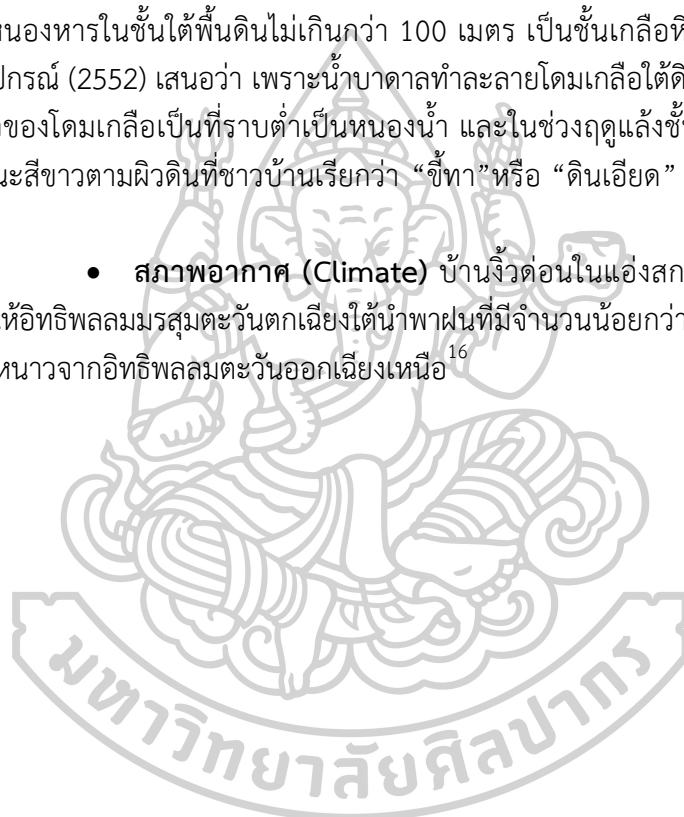 หนองหารในชั้นใต้พื้นดินไม่เกินกว่า 100 เมตร เป็นชั้นเกลือหิ
ปกรณ์ (2552) เสนอว่า เพราะน้ำบาดาลทำละลายโดมเกลือใต้ดิ
ของโดมเกลือเป็นที่ราบต่ำเป็นหนองน้ำ และในช่วงฤดูแล้งชั้
นะสีขาวตามผิวดินที่ชาวบ้านเรียกว่า “ขี้ทา”หรือ “ดินเอียด”
• สภาพอากาศ (Climate) บ้านงิ้วด่อนในแอ่งสก
ห้อิทธิพลลมมรสุมตะวันตกเฉียงใต้นำพาฝนที่มีจำนวนน้อยกว่า
หนาวจากอิทธิพลลมตะวันออกเฉียงเหนือ16
มหาวิทยาลัยศิลปากร